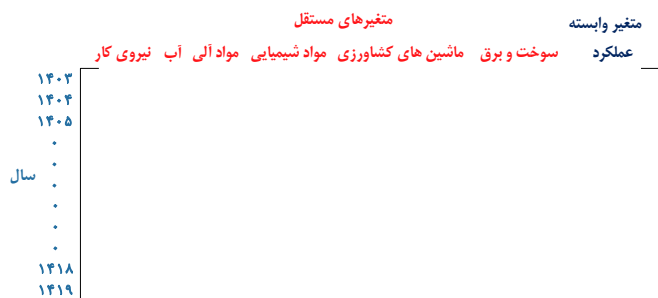 متغیر وابسته
متغیرهای مستقل
عملکرد سوخت و برق ماشین های کشاورزی مواد شیمیایی مواد آلی آب نیروی کار
۱۴۰۳
۱۴۰۴
۱۴۰۵
.
.
سال
.
.
.
.
۱۴۱۸
۱۴۱۹